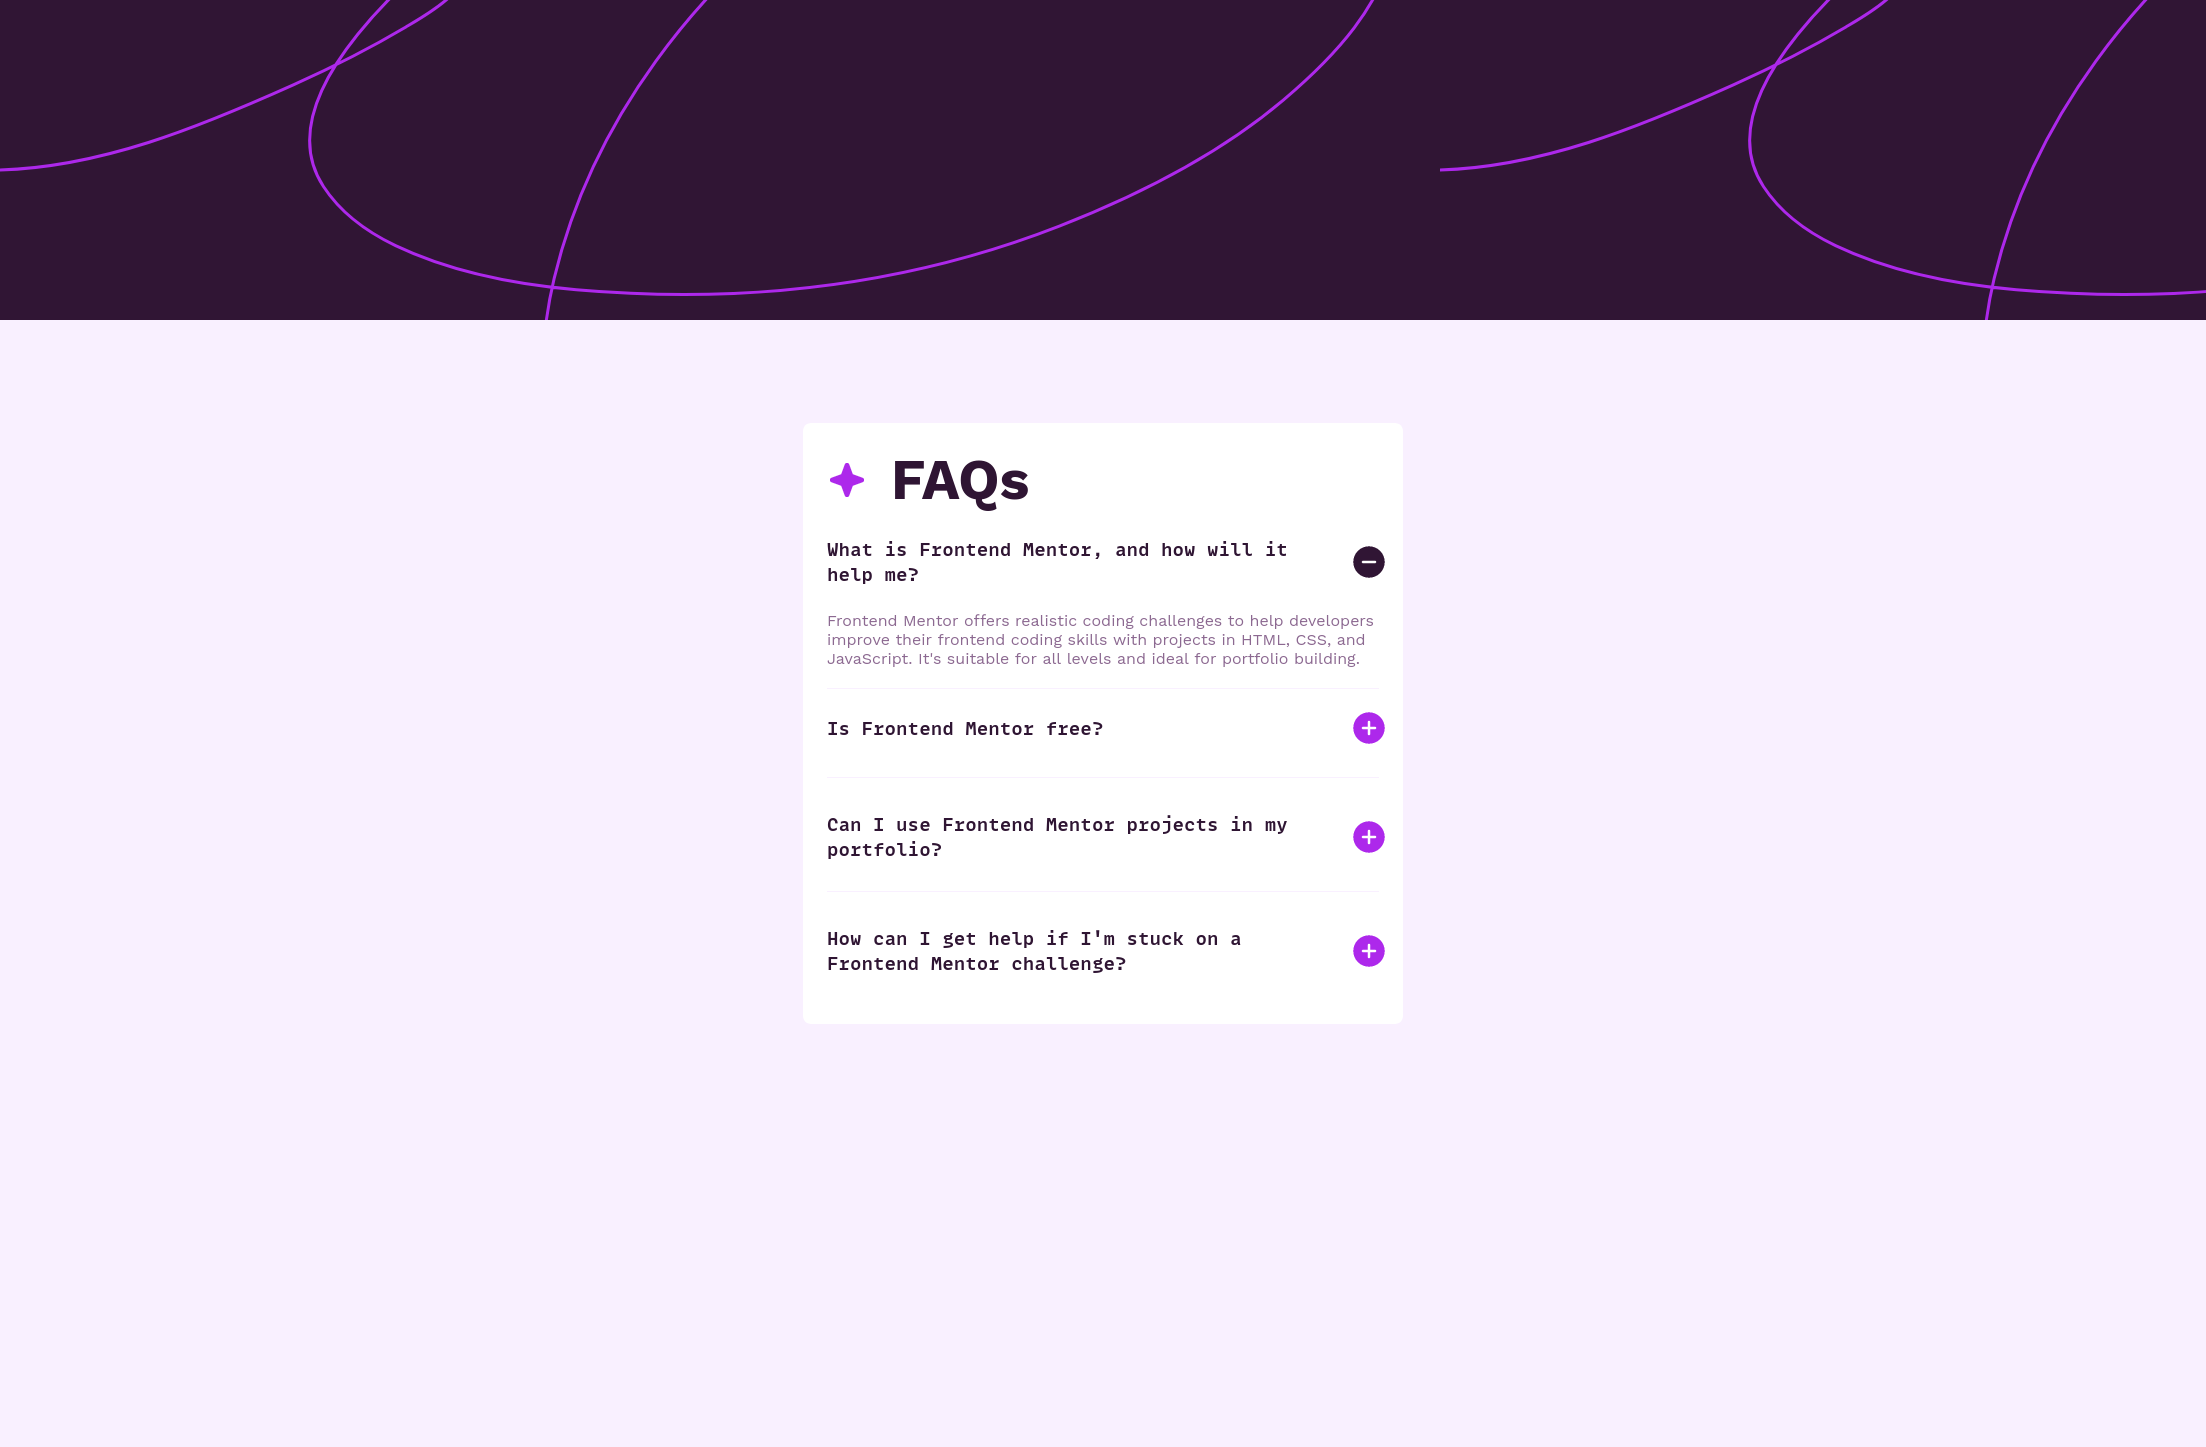 FAQs
What is Frontend Mentor, and how will it
help me?
Frontend Mentor offers realistic coding challenges to help developers
improve their frontend coding skills with projects in HTML, CSS, and
JavaScript. It's suitable for all levels and ideal for portfolio building.
Is Frontend Mentor free?
Can I use Frontend Mentor projects in my
portfolio?
How can I get help if I'm stuck on a
Frontend Mentor challenge?